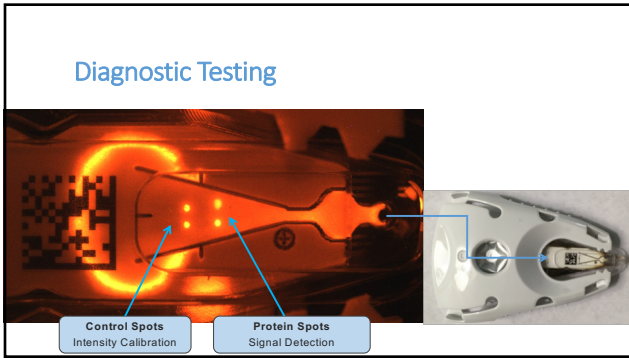 Diagnostic Testing
Control Spots
Intensity Calibration
Protein Spots
Signal Detection